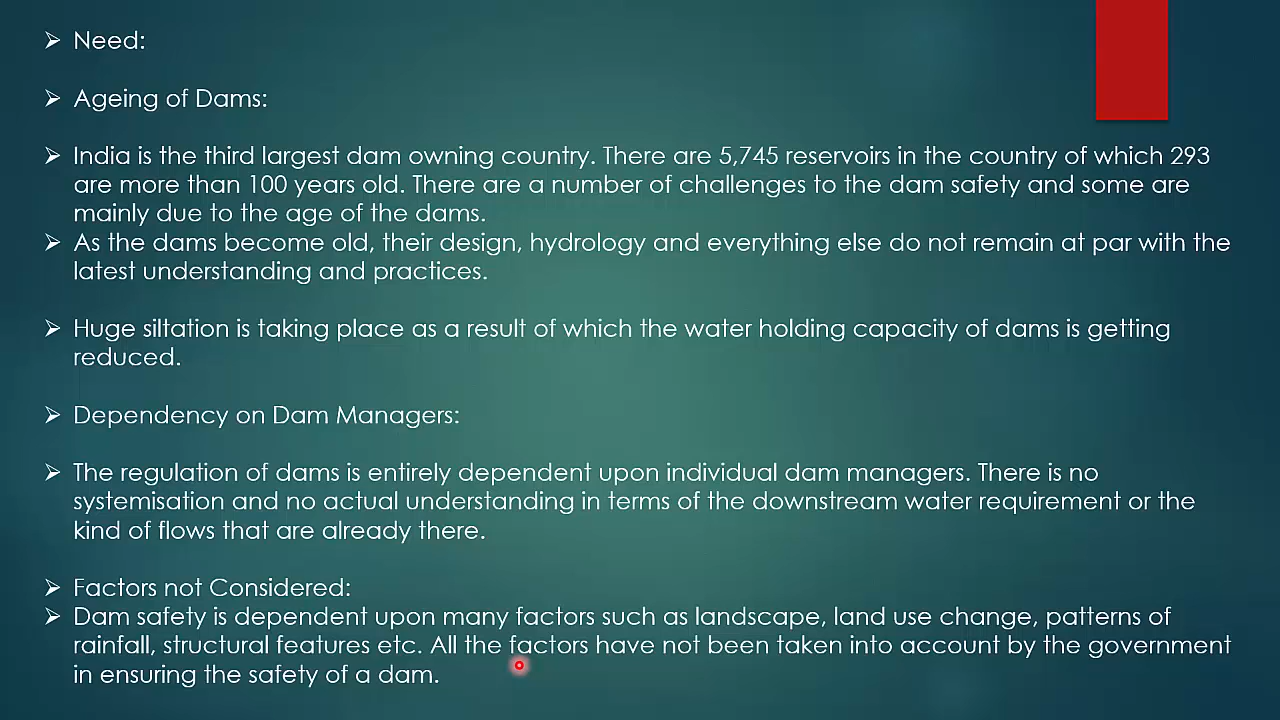 ➢ Need:
➢ Ageing of Dams:
➢ India is the third largest dam owning country. There are 5,745 reservoirs in the country of which 293
are more than 100 years old. There are a number of challenges to the dam safety and some are
mainly due to the age of the dams.
➢ As the dams become old, their design, hydrology and everything else do not remain at par with the
latest understanding and practices.
➢ Huge siltation is taking place as a result of which the water holding capacity of dams is getting
reduced.
➢ Dependency on Dam Managers:
➢ The regulation of dams is entirely dependent upon individual dam managers. There is no
systemisation and no actual understanding in terms of the downstream water requirement or the
kind of flows that are already there.
➢ Factors not Considered:
➢ Dam safety is dependent upon many factors such as landscape, land use change, patterns of
rainfall, structural features etc. All the factors have not been taken into account by the government
in ensuring the safety of a dam.